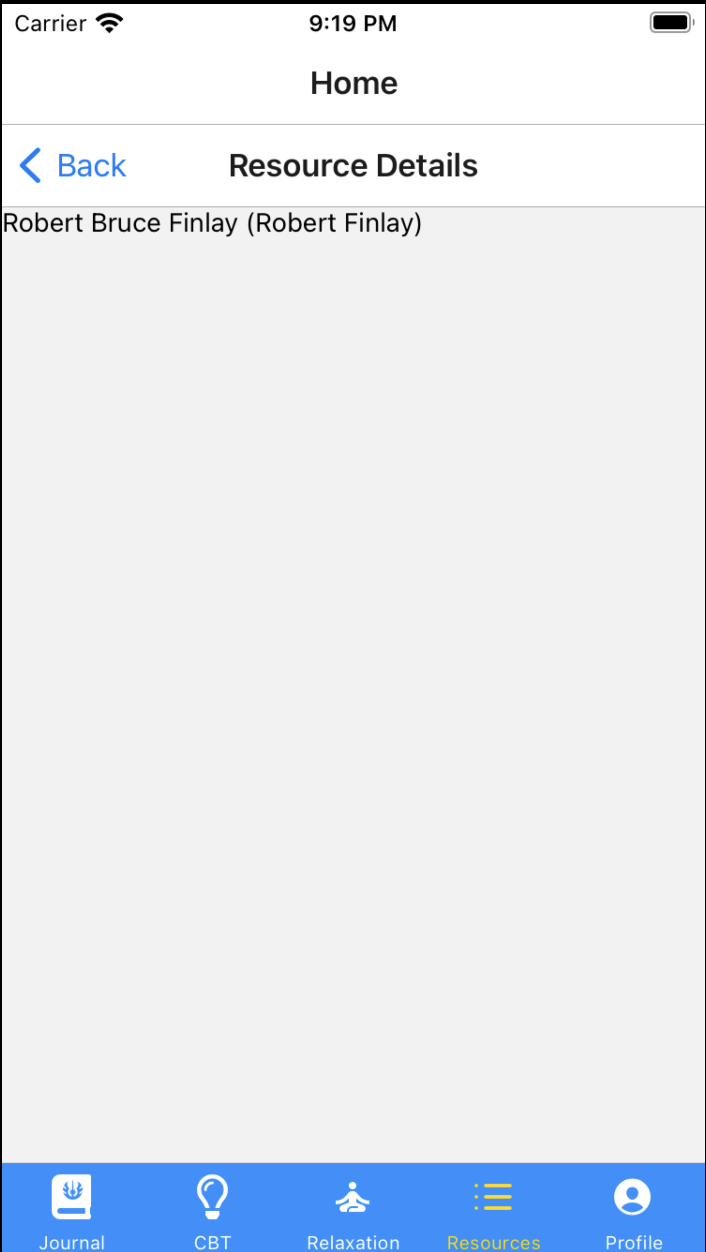 Carrier 9:19 PM
Home
Back Resource Details
Robert Bruce Finlay (Robert Finlay)
Journal CBT Relaxation Resources Profile